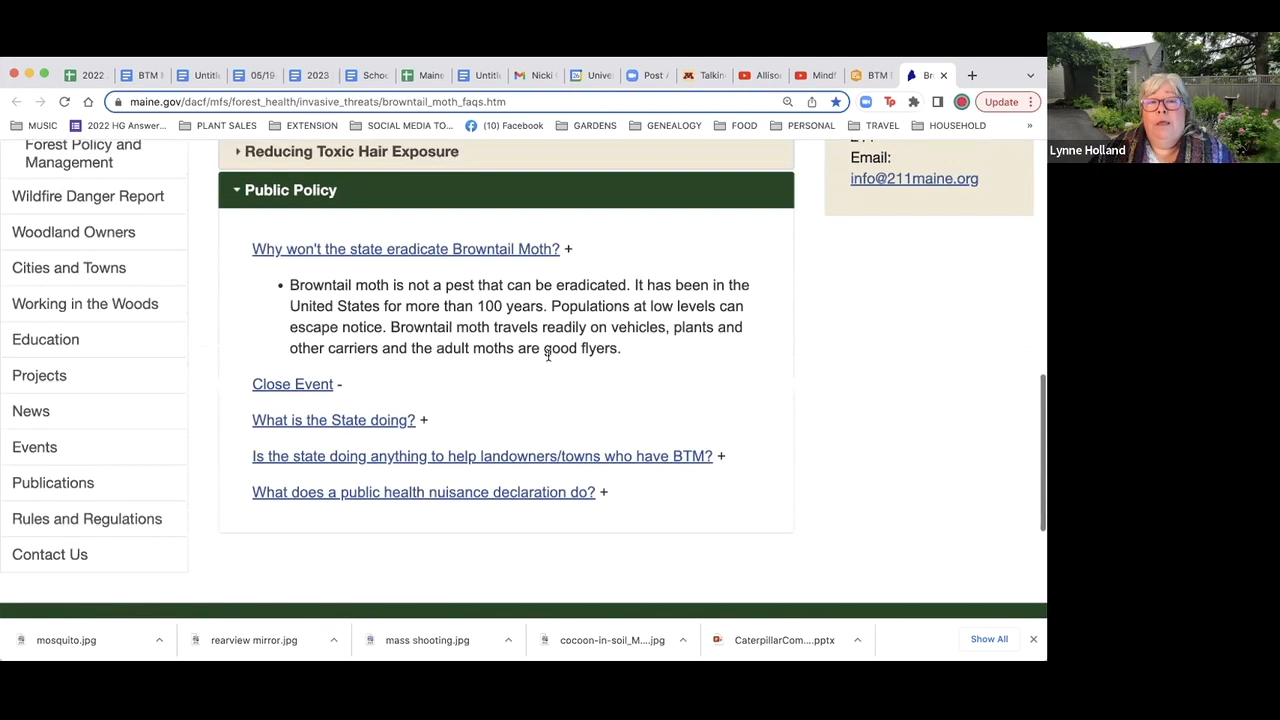 2022
BTM
Untitl
05/19
2023
Schoo
Maine
Untitl
Nicki
Unive
Post /
Talkin
Alliso
Mindf
BTM
Br
maine.gov/dacf/mfs/forest_health/invasive_threats/browntail_moth_faqs.htm
Update
MUSIC
2022 HG Answer...
PLANT SALES
EXTENSION
SOCIAL MEDIA TO...
(10) Facebook
GARDENS
GENEALOGY
FOOD
PERSONAL
TRAVEL
HOUSEHOLD
»
Lynne Holland
Forest Policy and
Management
Wildfire Danger Report
Woodland Owners
Cities and Towns
Working in the Woods
Education
Projects
News
Events
Publications
Rules and Regulations
Contact Us
Reducing Toxic Hair Exposure
Public Policy
Why won't the state eradicate Browntail Moth? +
• Browntail moth is not a pest that can be eradicated. It has been in the
United States for more than 100 years. Populations at low levels can
escape notice. Browntail moth travels readily on vehicles, plants and
other carriers and the adult moths are good flyers.
Close Event -
What is the State doing? +
Is the state doing anything to help landowners/towns who have BTM? +
What does a public health nuisance declaration do? +
Email:
info@211maine.org
mosquito.jpg
rearview mirror.jpg
mass shooting.jpg
cocoon-in-soil_M....jpg
CaterpillarCom....pptx
Show All